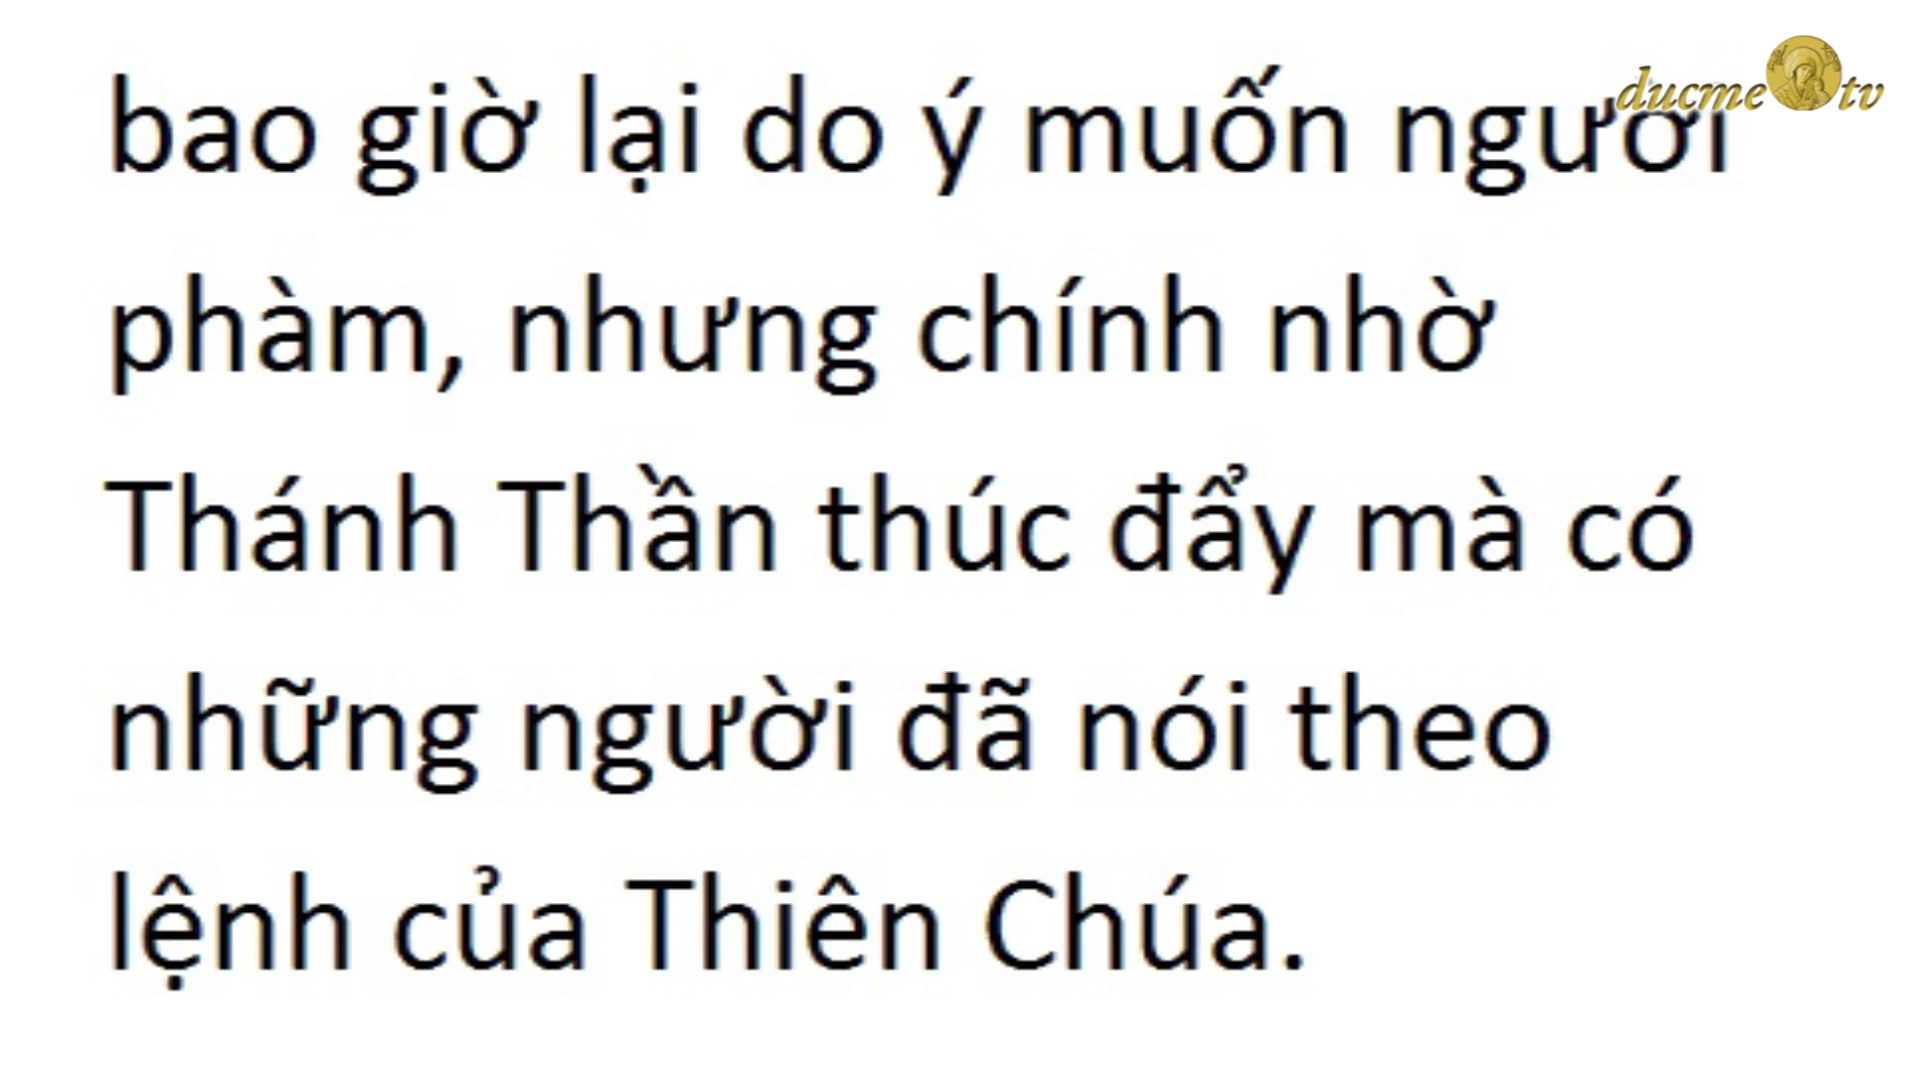 bao giờ lại do ý muốn người
phàm, nhưng chính nhờ
Thánh Thần thúc đẩy mà có
những người đã nói theo
lệnh của Thiên Chúa.
ducme tv